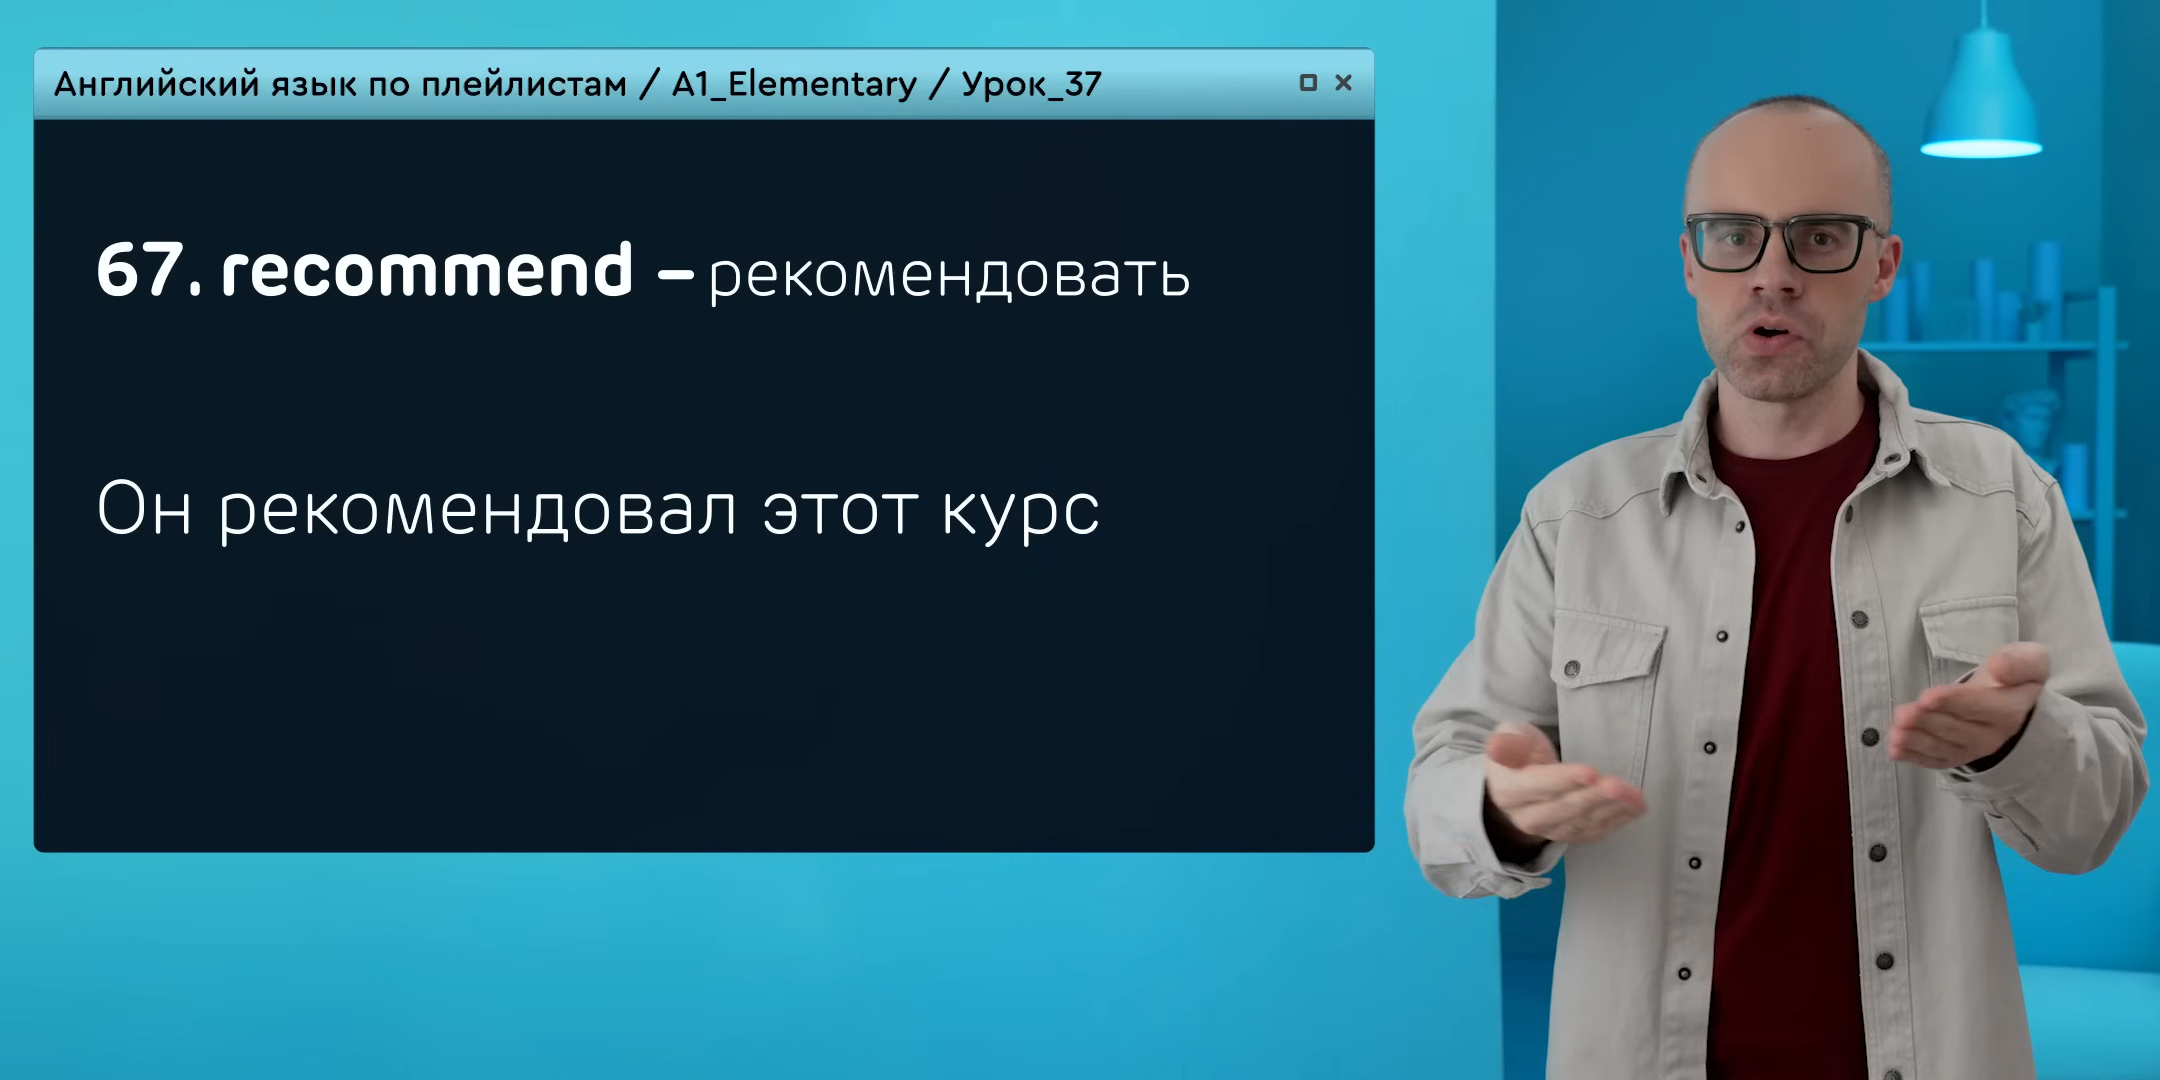 Английский язык по плейлистам / A1_Elementary / Урок_37
67. recommend – рекомендовать
Он рекомендовал этот курс